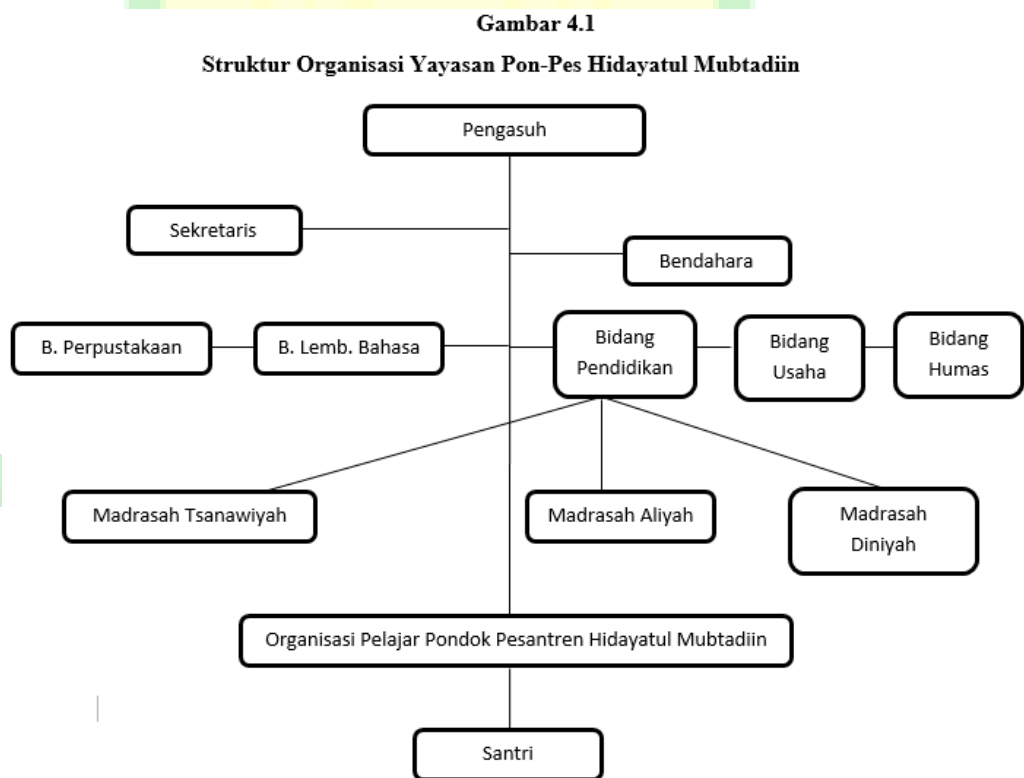 Gambar 4.1
Struktur Organisasi Yayasan Pon-Pes Hidayatul Mubtadiin
Pengasuh
Sekretaris
Bendahara
B. Perpustakaan
B. Lemb. Bahasa
Bidang
Pendidikan
Bidang
Usaha
Bidang
Humas
Madrasah Tsanawiyah
Madrasah Aliyah
Madrasah
Diniyah
Organisasi Pelajar Pondok Pesantren Hidayatul Mubtadiin
Santri